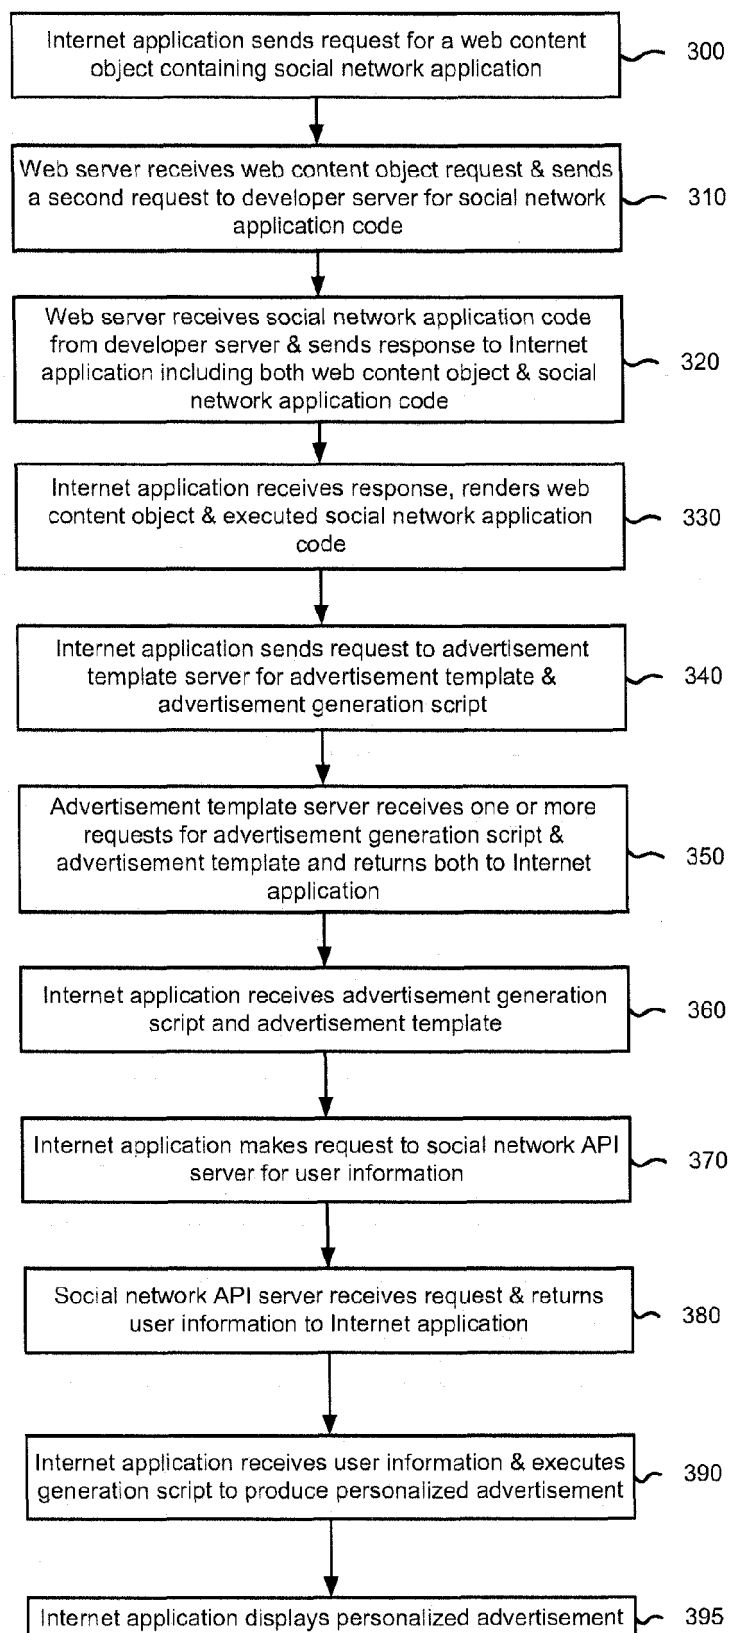 Internet application sends request for a web content
object containing social network application
300
Web server receives web content object request & sends
a second request to developer server for social network
application code
310
Web server receives social network application code
from developer server & sends response to Internet
application including both web content object & social
network application code
320
Internet application receives response, renders web
content object & executed social network application
code
330
Internet application sends request to advertisement
template server for advertisement template &
advertisement generation script
340
Advertisement template server receives one or more
requests for advertisement generation script &
advertisement template and returns both to Internet
application
350
Internet application receives advertisement generation
script and advertisement template
360
Internet application makes request to social network API
server for user information
370
Social network API server receives request & returns
user information to Internet application
380
Internet application receives user information & executes
generation script to produce personalized advertisement
390
Internet application displays personalized advertisement
395